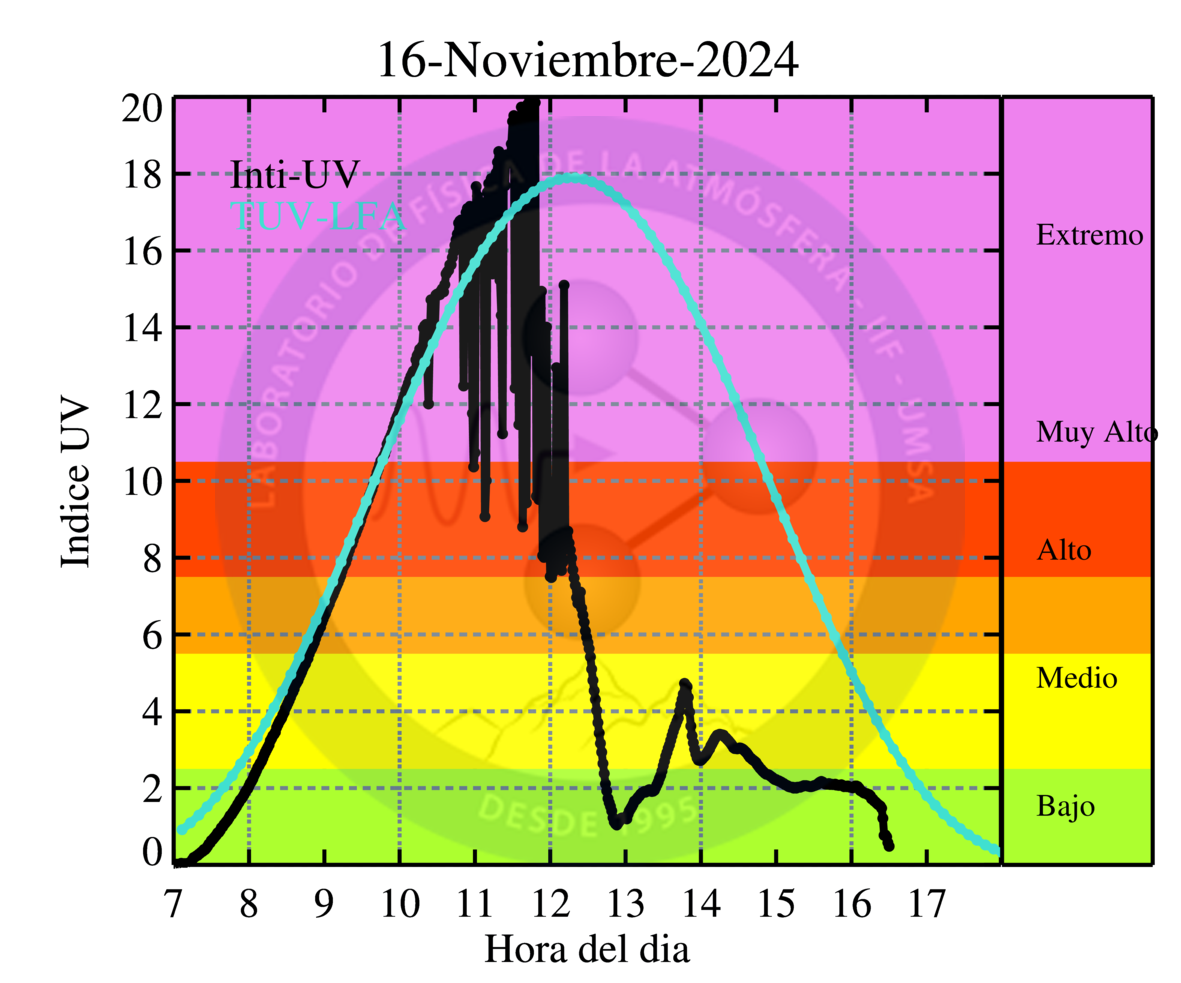 16-Noviembre-2024
Indice UV
20
18
16
14
12
10
8
6
4
2
0
Inti-UV
TUV-LFA
LABORATORIO DE FÍSICA DE LA ATMÓSFERA - IIF - UMSA
DESDE 1995
Extremo
Muy Alto
Alto
Medio
Bajo
7 8 9 10 11 12 13 14 15 16 17
Hora del dia